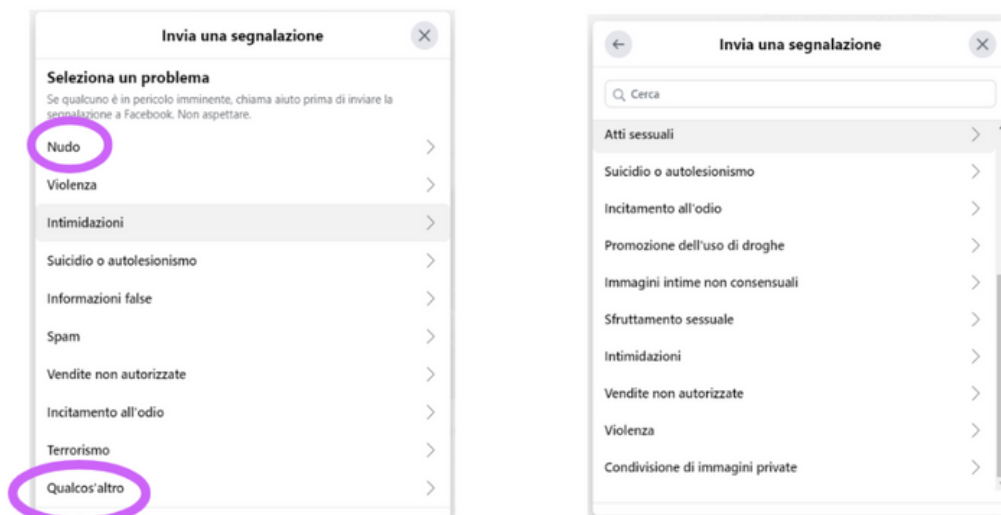 Invia una segnalazione
Seleziona un problema
Se qualcuno è in pericolo imminente, chiama aiuto prima di inviare la
segnalazione a Facebook. Non aspettare.
Nudo
Violenza
Intimidazioni
Suicidio o autolesionismo
Informazioni false
Spam
Vendite non autorizzate
Incitamento all'odio
Terrorismo
Qualcos'altro
Invia una segnalazione
Cerca
Atti sessuali
Suicidio o autolesionismo
Incitamento all'odio
Promozione dell'uso di droghe
Immagini intime non consensuali
Sfruttamento sessuale
Intimidazioni
Vendite non autorizzate
Violenza
Condivisione di immagini private